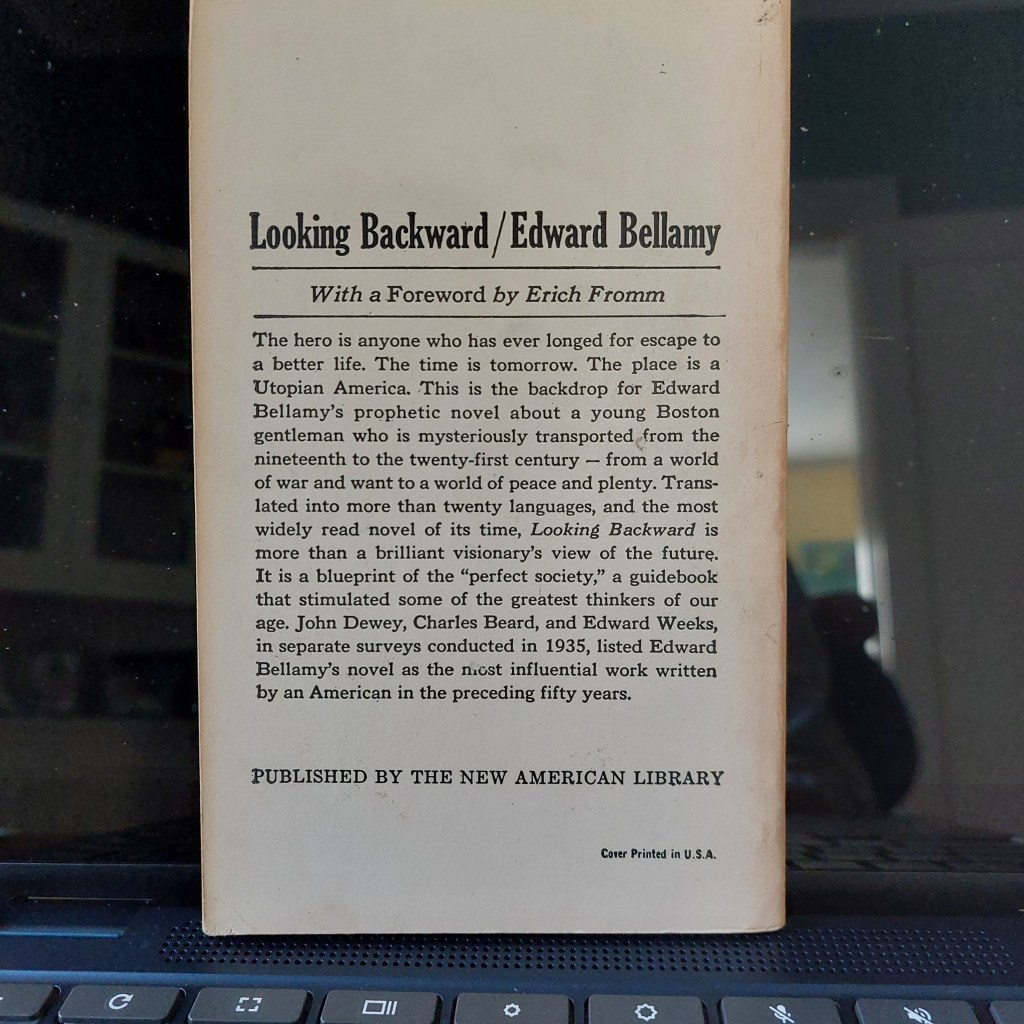 Looking Backward/Edward Bellamy
With a Foreword by Erich Fromm
The hero is anyone who has ever longed for escape to
a better life. The time is tomorrow. The place is a
Utopian America. This is the backdrop for Edward
Bellamy's prophetic novel about a young Boston
gentleman who is mysteriously transported from the
nineteenth to the twenty-first century — from a world
of war and want to a world of peace and plenty. Trans-
lated into more than twenty languages, and the most
widely read novel of its time, Looking Backward is
more than a brilliant visionary's view of the future.
It is a blueprint of the "perfect society," a guidebook
that stimulated some of the greatest thinkers of our
age. John Dewey, Charles Beard, and Edward Weeks,
in separate surveys conducted in 1935, listed Edward
Bellamy's novel as the most influential work written
by an American in the preceding fifty years.
PUBLISHED BY THE NEW AMERICAN LIBRARY
Cover Printed in U.S.A.